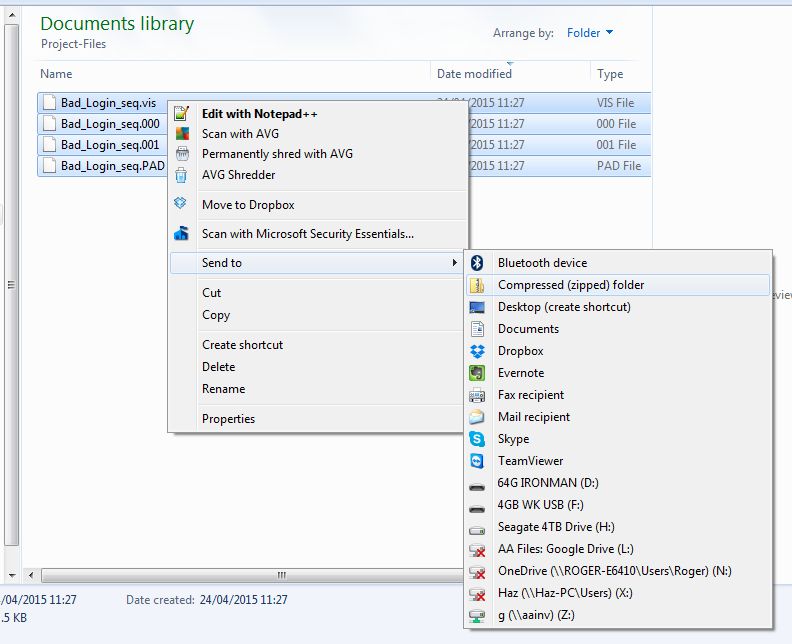 Documents library
Project-Files
Arrange by: Folder
Name Date modified Type
Bad_Login_seq.vis 24/04/2015 11:27 VIS File
Bad_Login_seq.000 /2015 11:27 000 File
Bad_Login_seq.001 /2015 11:27 001 File
Bad_Login_seq.PAD /2015 11:27 PAD File
Edit with Notepad++
Scan with AVG
Permanently shred with AVG
AVG Shredder
Move to Dropbox
Scan with Microsoft Security Essentials...
Send to
Cut
Copy
Create shortcut
Delete
Rename
Properties
Bluetooth device
Compressed (zipped) folder
Desktop (create shortcut)
Documents
Dropbox
Evernote
Fax recipient
Mail recipient
Skype
TeamViewer
64G IRONMAN (D:)
4GB WK USB (F:)
Seagate 4TB Drive (H:)
AA Files: Google Drive (L:)
OneDrive (\\ROGER-E6410\Users\Roger) (N:)
Haz (\\Haz-PC\Users) (X:)
g (\\aainv) (Z:)
/04/2015 11:27 Date created: 24/04/2015 11:27
.5 KB